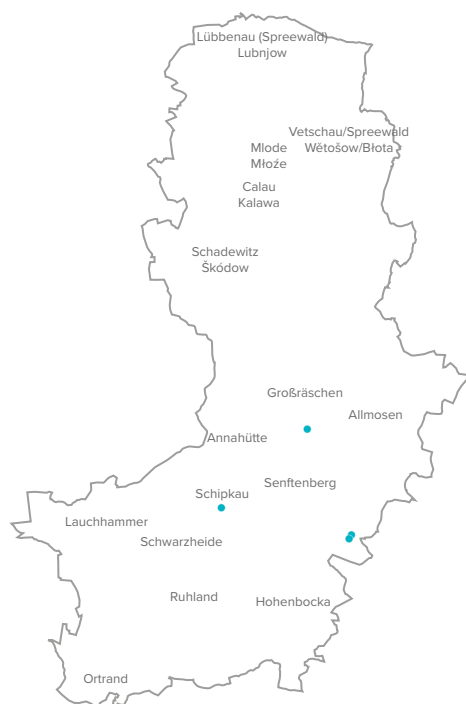 Lübbenau (Spreewald)
Lubnjow
Vetschau/Spreewald
Wětošow/Błota
Mlode
Młoźe
Calau
Kalawa
Schadewitz
Škódow
Großräschen
Allmosen
Annahütte
Senftenberg
Schipkau
Lauchhammer
Schwarzheide
Ruhland
Hohenbocka
Ortrand